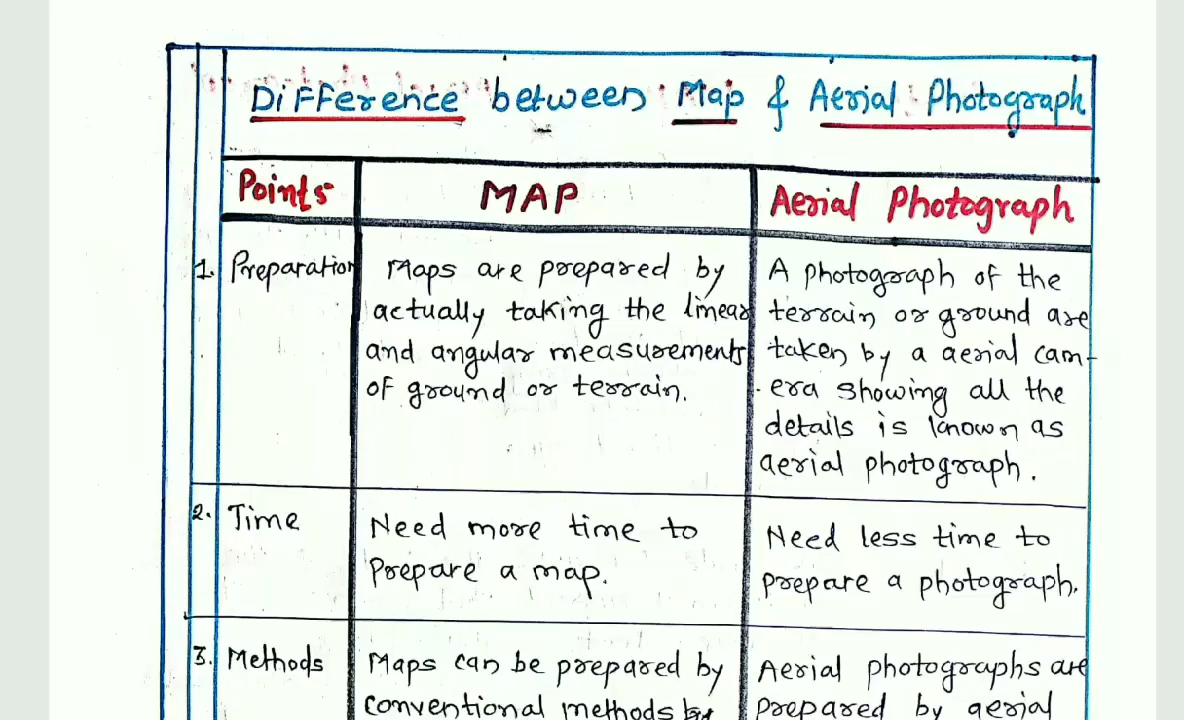 Difference between Map & Aerial Photograph
Points MAP Aerial Photograph
1. Preparation
Maps are prepared by
actually taking the linear
and angular measurements
of ground or terrain.
A photograph of the
terrain or ground are
taken by a aerial cam-
era showing all the
details is known as
aerial photograph.
2. Time
Need more time to
prepare a map.
Need less time to
prepare a photograph.
3. Methods
Maps can be prepared by
conventional methods
Aerial photographs are
prepared by aerial